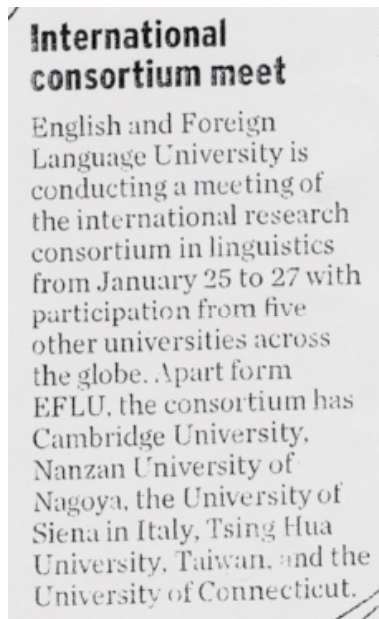 International
consortium meet
English and Foreign
Language University is
conducting a meeting of
the international research
consortium in linguistics
from January 25 to 27 with
participation from five
other universities across
the globe. Apart form
EFLU, the consortium has
Cambridge University,
Nanzan University of
Nagoya, the University of
Siena in Italy, Tsing Hua
University, Taiwan, and the
University of Connecticut.